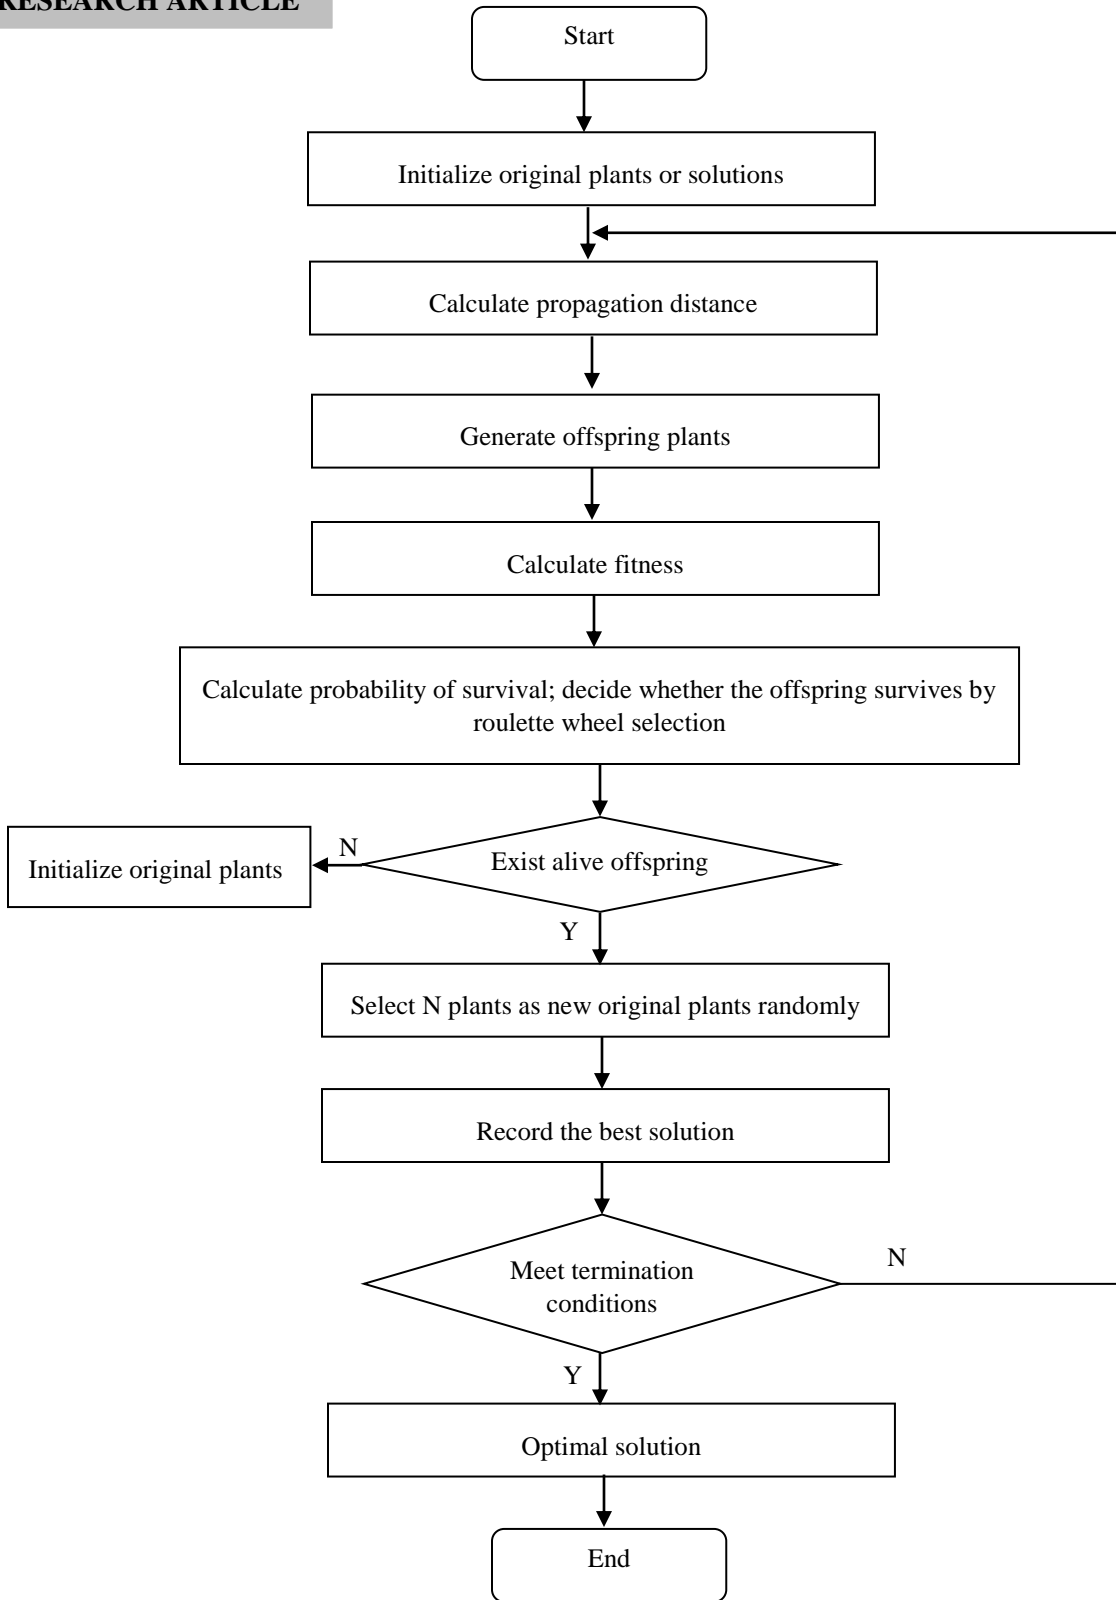 RESEARCH ARTICLE
Start
Initialize original plants or solutions
Calculate propagation distance
Generate offspring plants
Calculate fitness
Calculate probability of survival; decide whether the offspring survives by
roulette wheel selection
N
Exist alive offspring
Initialize original plants
Y
Select N plants as new original plants randomly
Record the best solution
N
Meet termination
conditions
Y
Optimal solution
End